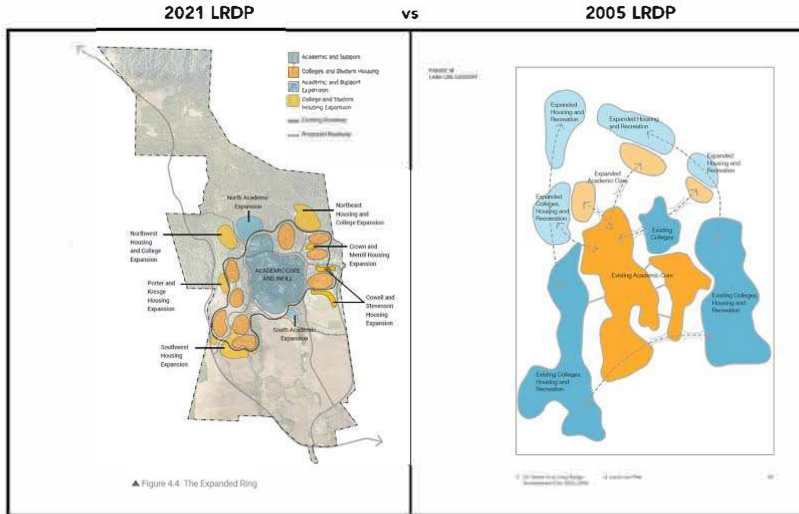 2021 LRDP
vs
2005 LRDP
Academic and Support
Colleges and Student Housing
Academic and Support
Expansion
College and Student
Housing Expansion
Existing Roadway
Proposed Roadway
North Academic
Expansion
Northeast
Housing and
College Expansion
Northwest
Housing
and College
Expansion
Crown and
Merrill Housing
Expansion
ACADEMIC CORE
AND INFILL
Porter and
Kresge
Housing
Expansion
Cowell and
Stevenson
Housing
Expansion
South Academic
Expansion
Southwest
Housing
Expansion
▲ Figure 4.4 The Expanded Ring
Expanded
Housing and
Recreation
Expanded Housing
and Recreation
Expanded
Housing and
Recreation
Expanded
Academic Core
Expanded
Colleges,
Housing and
Recreation
Existing
Colleges
Existing Academic Core
Existing Colleges,
Housing and
Recreation
Existing Colleges,
Housing and
Recreation